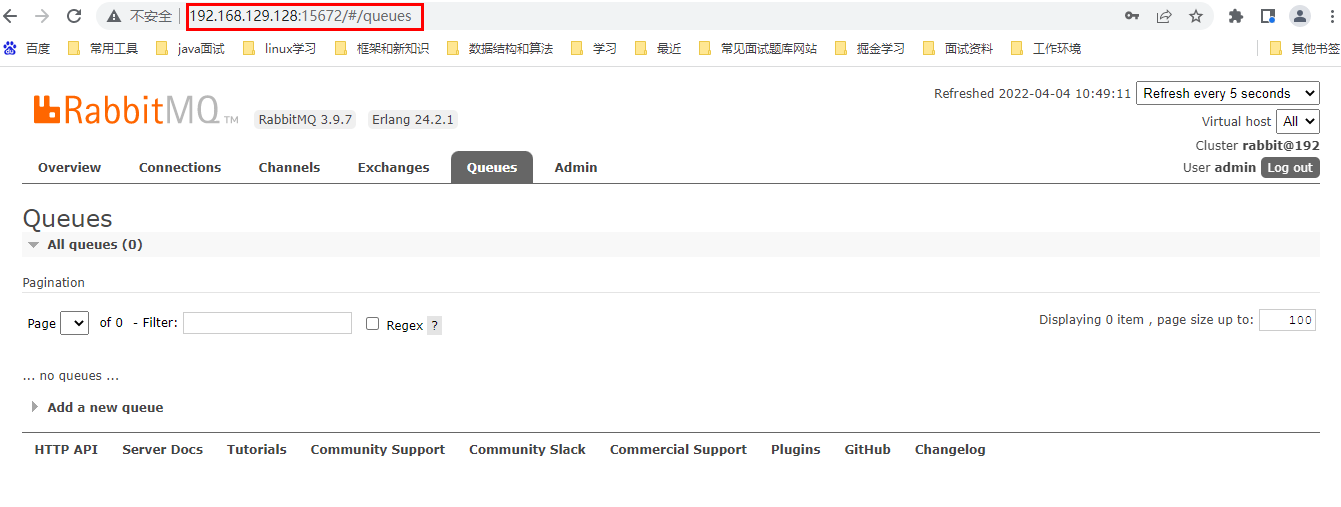 不安全 192.168.129.128:15672/#/queues
百度 常用工具 java面试 linux学习 框架和新知识 数据结构和算法 学习 最近 常见面试题库网站 掘金学习 面试资料 工作环境 其他书签
Refreshed 2022-04-04 10:49:11 Refresh every 5 seconds
RabbitMQ TM RabbitMQ 3.9.7 Erlang 24.2.1
Virtual host All
Cluster rabbit@192
User admin Log out
Overview Connections Channels Exchanges Queues Admin
Queues
All queues (0)
Pagination
Page of 0 - Filter: Regex ? Displaying 0 item , page size up to: 100
... no queues ...
Add a new queue
HTTP API Server Docs Tutorials Community Support Community Slack Commercial Support Plugins GitHub Changelog